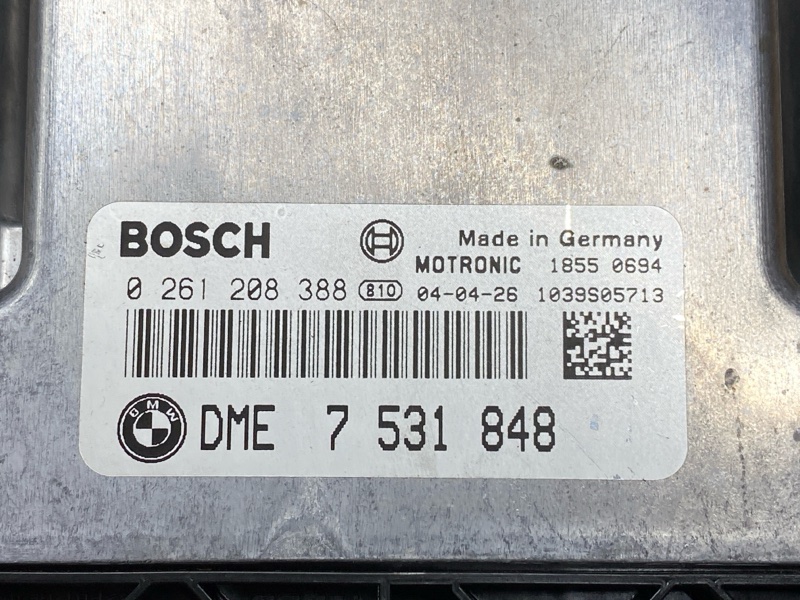 BOSCH Made in Germany
MOTRONIC 1855 0694
0 261 208 388 810 04-04-26 1039S05713
BMW DME 7 531 848